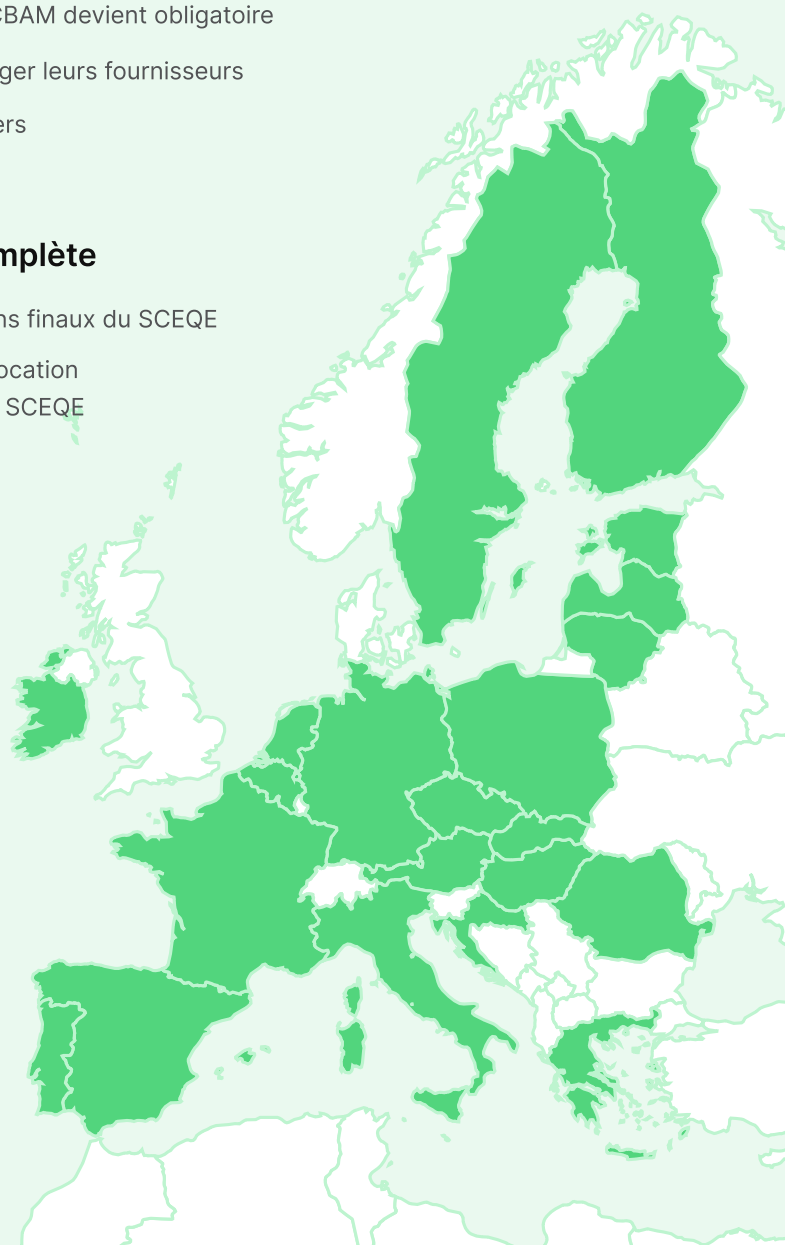 CBAM devient obligatoire
ger leurs fournisseurs
ers
mplète
ns finaux du SCEQE
ocation
SCEQE